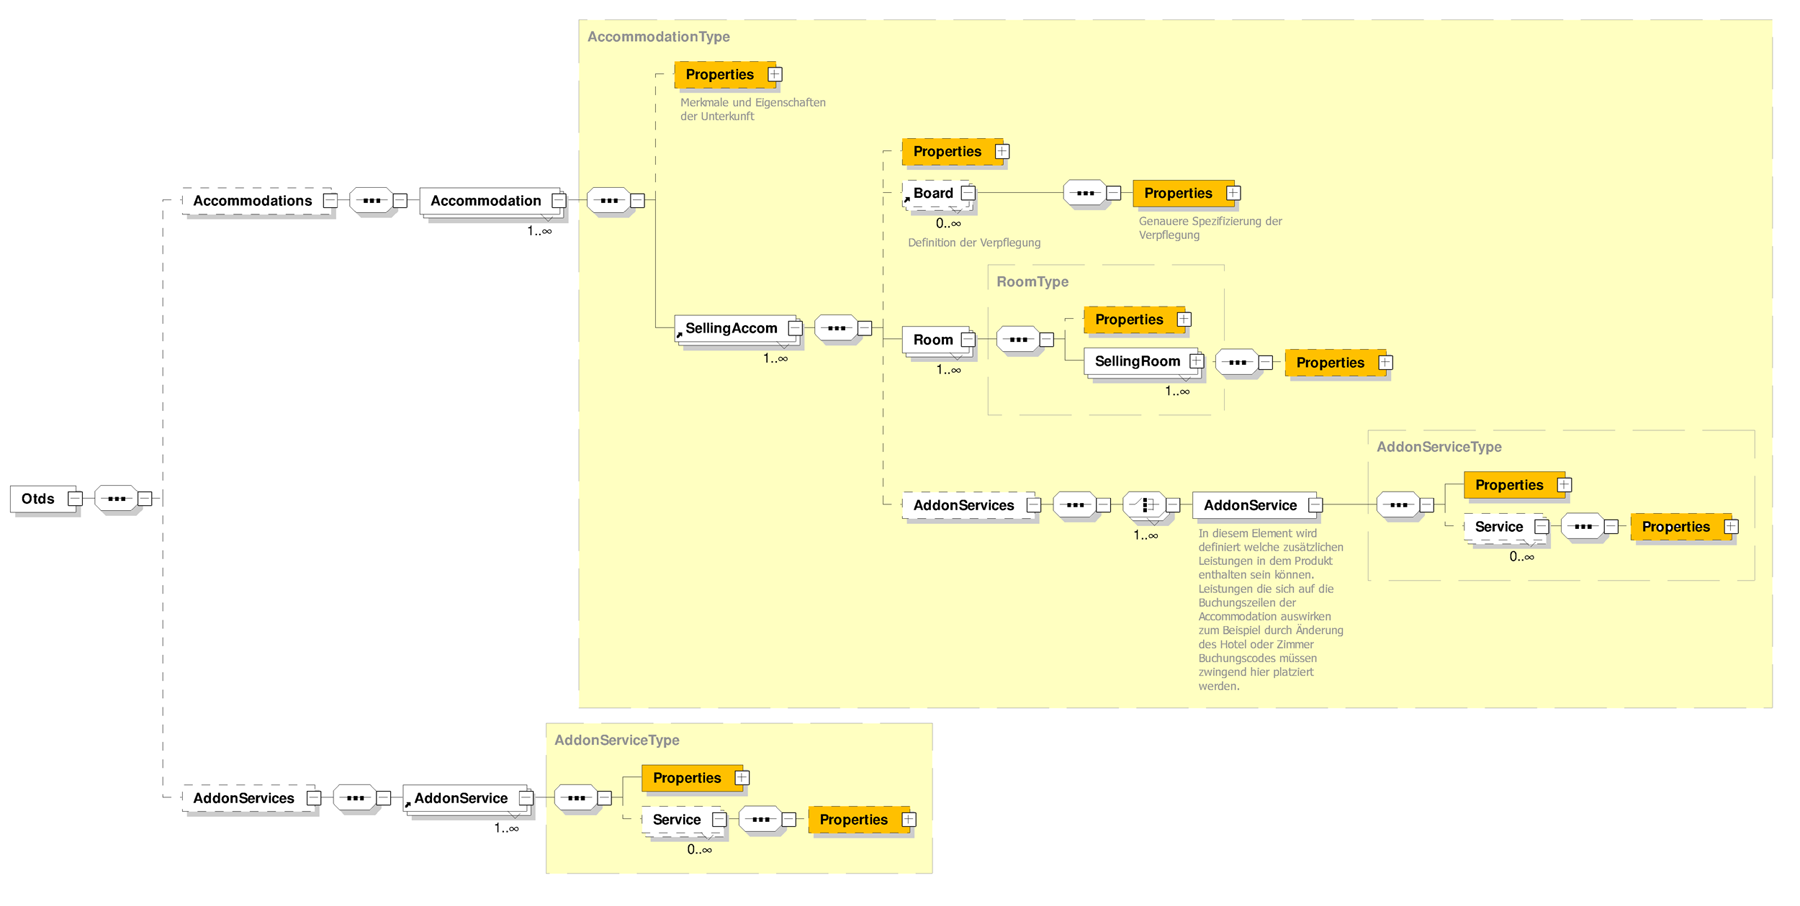 AccommodationType
Properties
Merkmale und Eigenschaften
der Unterkunft
Properties
Board
0..∞
Definition der Verpflegung
Properties
Genauere Spezifizierung der
Verpflegung
Accommodations
Accommodation
1..∞
RoomType
Properties
SellingAccom
1..∞
Room
1..∞
SellingRoom
1..∞
Properties
AddonServiceType
Properties
Otds
AddonServices
1..∞
AddonService
In diesem Element wird
definiert welche zusätzlichen
Leistungen in dem Produkt
enthalten sein können.
Leistungen die sich auf die
Buchungszeilen der
Accommodation auswirken
zum Beispiel durch Änderung
des Hotel oder Zimmer
Buchungscodes müssen
zwingend hier platziert
werden.
Service
0..∞
Properties
AddonServiceType
Properties
AddonServices
AddonService
1..∞
Service
0..∞
Properties